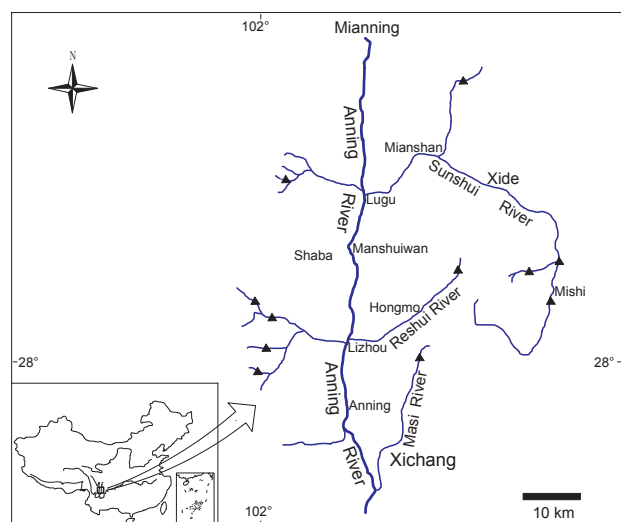 102°
Mianning
N
Anning
River
Mianshan
Sunshui
River
Xide
Lugu
Shaba
Manshuiwan
Mishi
Hongmo
Reshui River
Lizhou
28°
28°
Anning
River
Anning
Masi River
Xichang
102°
10 km